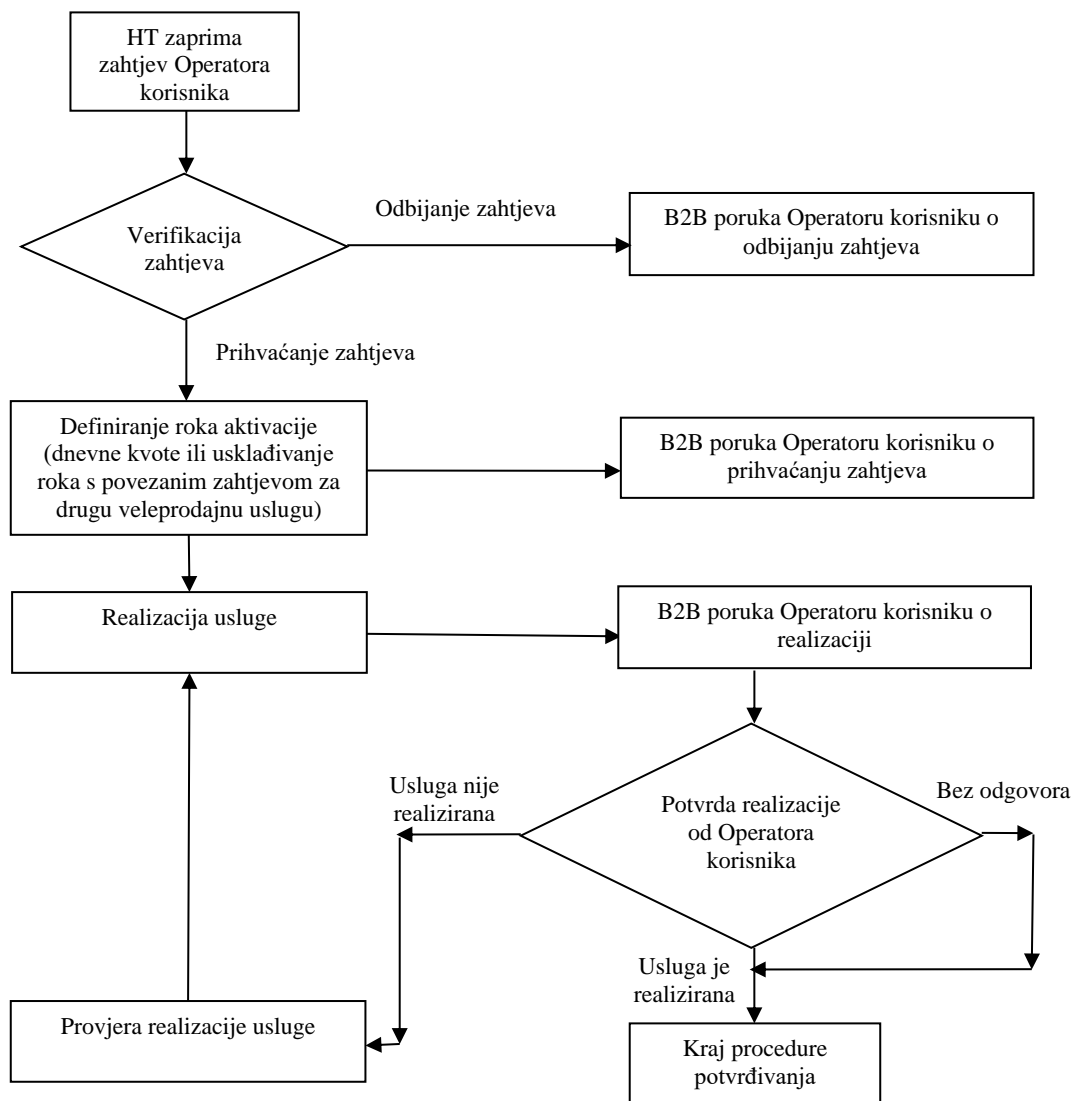 HT zaprima
zahtjev Operatora
korisnika
Odbijanje zahtjeva
Verifikacija
zahtjeva
B2B poruka Operatoru korisniku o
odbijanju zahtjeva
Prihvaćanje zahtjeva
Definiranje roka aktivacije
(dnevne kvote ili usklađivanje
roka s povezanim zahtjevom za
drugu veleprodajnu uslugu)
B2B poruka Operatoru korisniku o
prihvaćanju zahtjeva
Realizacija usluge
B2B poruka Operatoru korisniku o
realizaciji
Usluga nije
realizirana
Potvrda realizacije
od Operatora
korisnika
Bez odgovora
Usluga je
realizirana
Provjera realizacije usluge
Kraj procedure
potvrđivanja